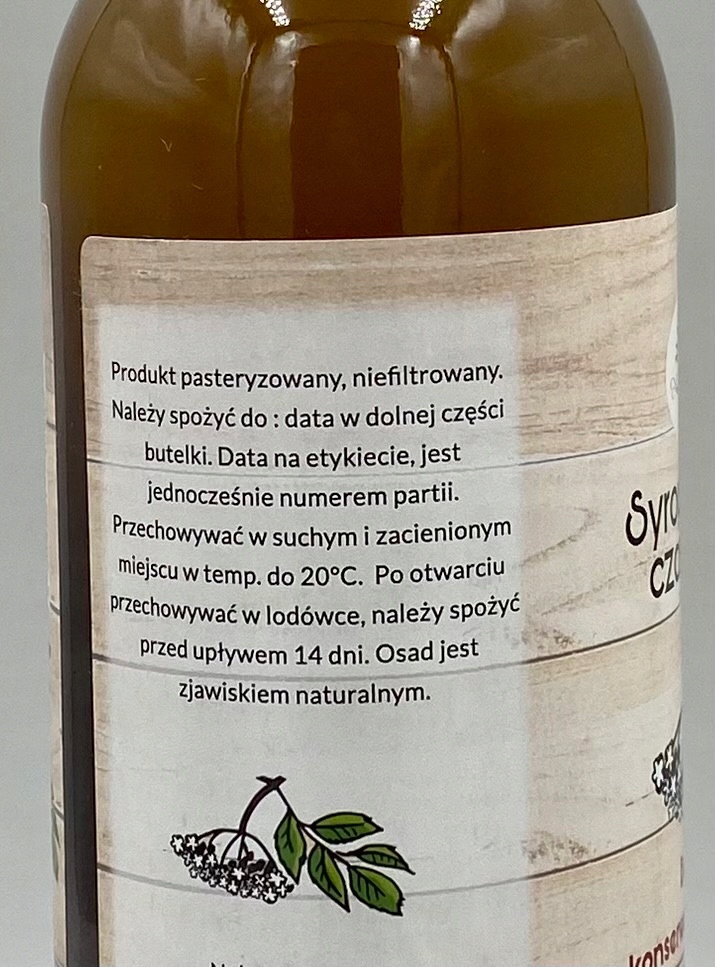 Produkt pasteryzowany, niefiltrowany.
Należy spożyć do : data w dolnej części
butelki. Data na etykiecie, jest
jednocześnie numerem partii.
Przechowywać w suchym i zacienionym
miejscu w temp. do 20°C. Po otwarciu
przechowywać w lodówce, należy spożyć
przed upływem 14 dni. Osad jest
zjawiskiem naturalnym.